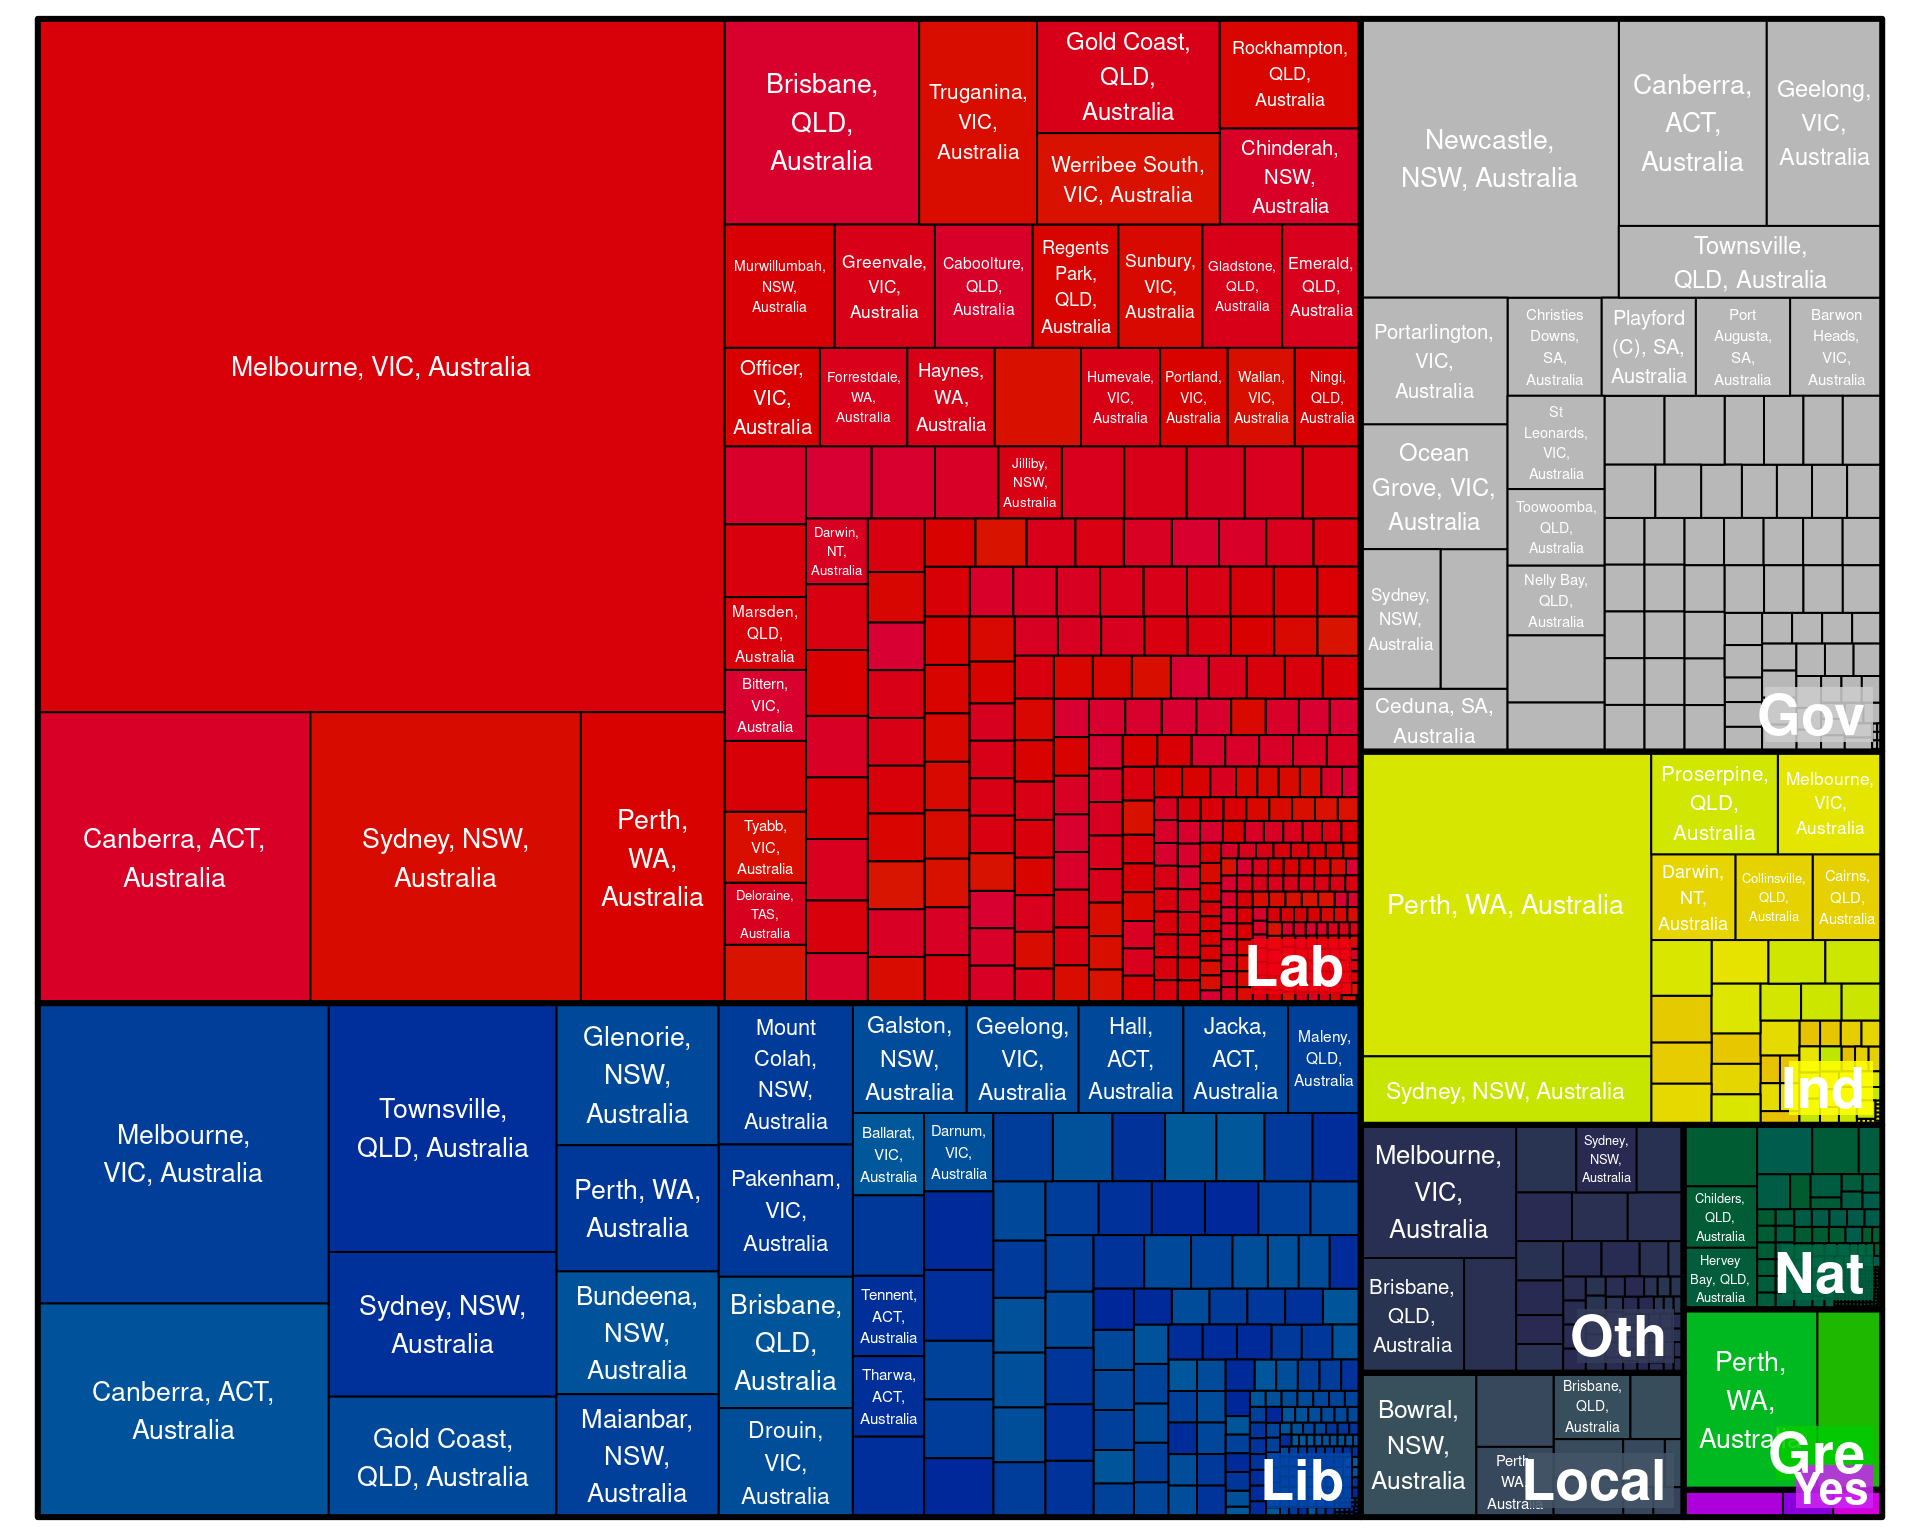 Melbourne, VIC, Australia
Canberra, ACT,
Australia
Sydney, NSW,
Australia
Perth,
WA,
Australia
Brisbane,
QLD,
Australia
Truganina,
VIC,
Australia
Gold Coast,
QLD,
Australia
Rockhampton,
QLD,
Australia
Werribee South,
VIC, Australia
Chinderah,
NSW,
Australia
Murwillumbah,
NSW,
Australia
Greenvale,
VIC,
Australia
Caboolture,
QLD,
Australia
Regents
Park,
QLD,
Australia
Sunbury,
VIC,
Australia
Gladstone,
QLD,
Australia
Emerald,
QLD,
Australia
Officer,
VIC,
Australia
Forrestdale,
WA,
Australia
Haynes,
WA,
Australia
Humevale,
VIC,
Australia
Portland,
VIC,
Australia
Wallan,
VIC,
Australia
Ningi,
QLD,
Australia
Jilliby,
NSW,
Australia
Darwin,
NT,
Australia
Marsden,
QLD,
Australia
Bittern,
VIC,
Australia
Tyabb,
VIC,
Australia
Deloraine,
TAS,
Australia
Lab
Melbourne,
VIC, Australia
Canberra, ACT,
Australia
Townsville,
QLD, Australia
Sydney, NSW,
Australia
Gold Coast,
QLD, Australia
Glenorie,
NSW,
Australia
Perth, WA,
Australia
Bundeena,
NSW,
Australia
Maianbar,
NSW,
Australia
Mount
Colah,
NSW,
Australia
Pakenham,
VIC,
Australia
Brisbane,
QLD,
Australia
Drouin,
VIC,
Australia
Galston,
NSW,
Australia
Geelong,
VIC,
Australia
Hall,
ACT,
Australia
Jacka,
ACT,
Australia
Maleny,
QLD,
Australia
Ballarat,
VIC,
Australia
Darnum,
VIC,
Australia
Tennent,
ACT,
Australia
Tharwa,
ACT,
Australia
Lib
Newcastle,
NSW, Australia
Canberra,
ACT,
Australia
Geelong,
VIC,
Australia
Townsville,
QLD, Australia
Portarlington,
VIC,
Australia
Christies
Downs,
SA,
Australia
Playford
(C), SA,
Australia
Port
Augusta,
SA,
Australia
Barwon
Heads,
VIC,
Australia
Ocean
Grove, VIC,
Australia
St
Leonards,
VIC,
Australia
Toowoomba,
QLD,
Australia
Sydney,
NSW,
Australia
Nelly Bay,
QLD,
Australia
Ceduna, SA,
Australia
Gov
Perth, WA, Australia
Sydney, NSW, Australia
Proserpine,
QLD,
Australia
Melbourne,
VIC,
Australia
Darwin,
NT,
Australia
Collinsville,
QLD,
Australia
Cairns,
QLD,
Australia
Ind
Melbourne,
VIC,
Australia
Sydney,
NSW,
Australia
Brisbane,
QLD,
Australia
Oth
Childers,
QLD,
Australia
Hervey
Bay, QLD,
Australia
Nat
Bowral,
NSW,
Australia
Brisbane,
QLD,
Australia
Perth,
WA,
Australia
Local
Perth,
WA,
Australia
Gre
Yes